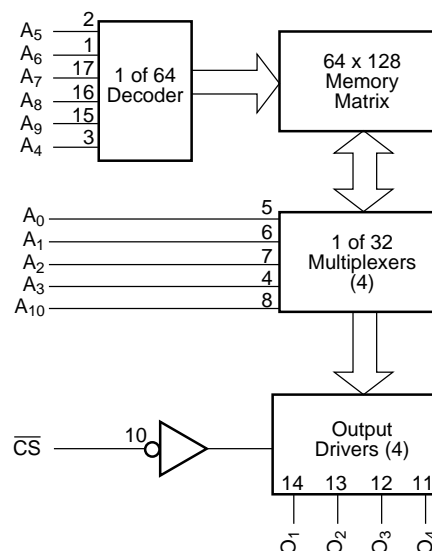 A5 2
A6 1
A7 17
A8 16
A9 15
A4 3
1 of 64
Decoder
64 x 128
Memory
Matrix
A0 5
A1 6
A2 7
A3 4
A10 8
1 of 32
Multiplexers
(4)
CS 10
Output
Drivers (4)
14 13 12 11
O1 O2 O3 O4